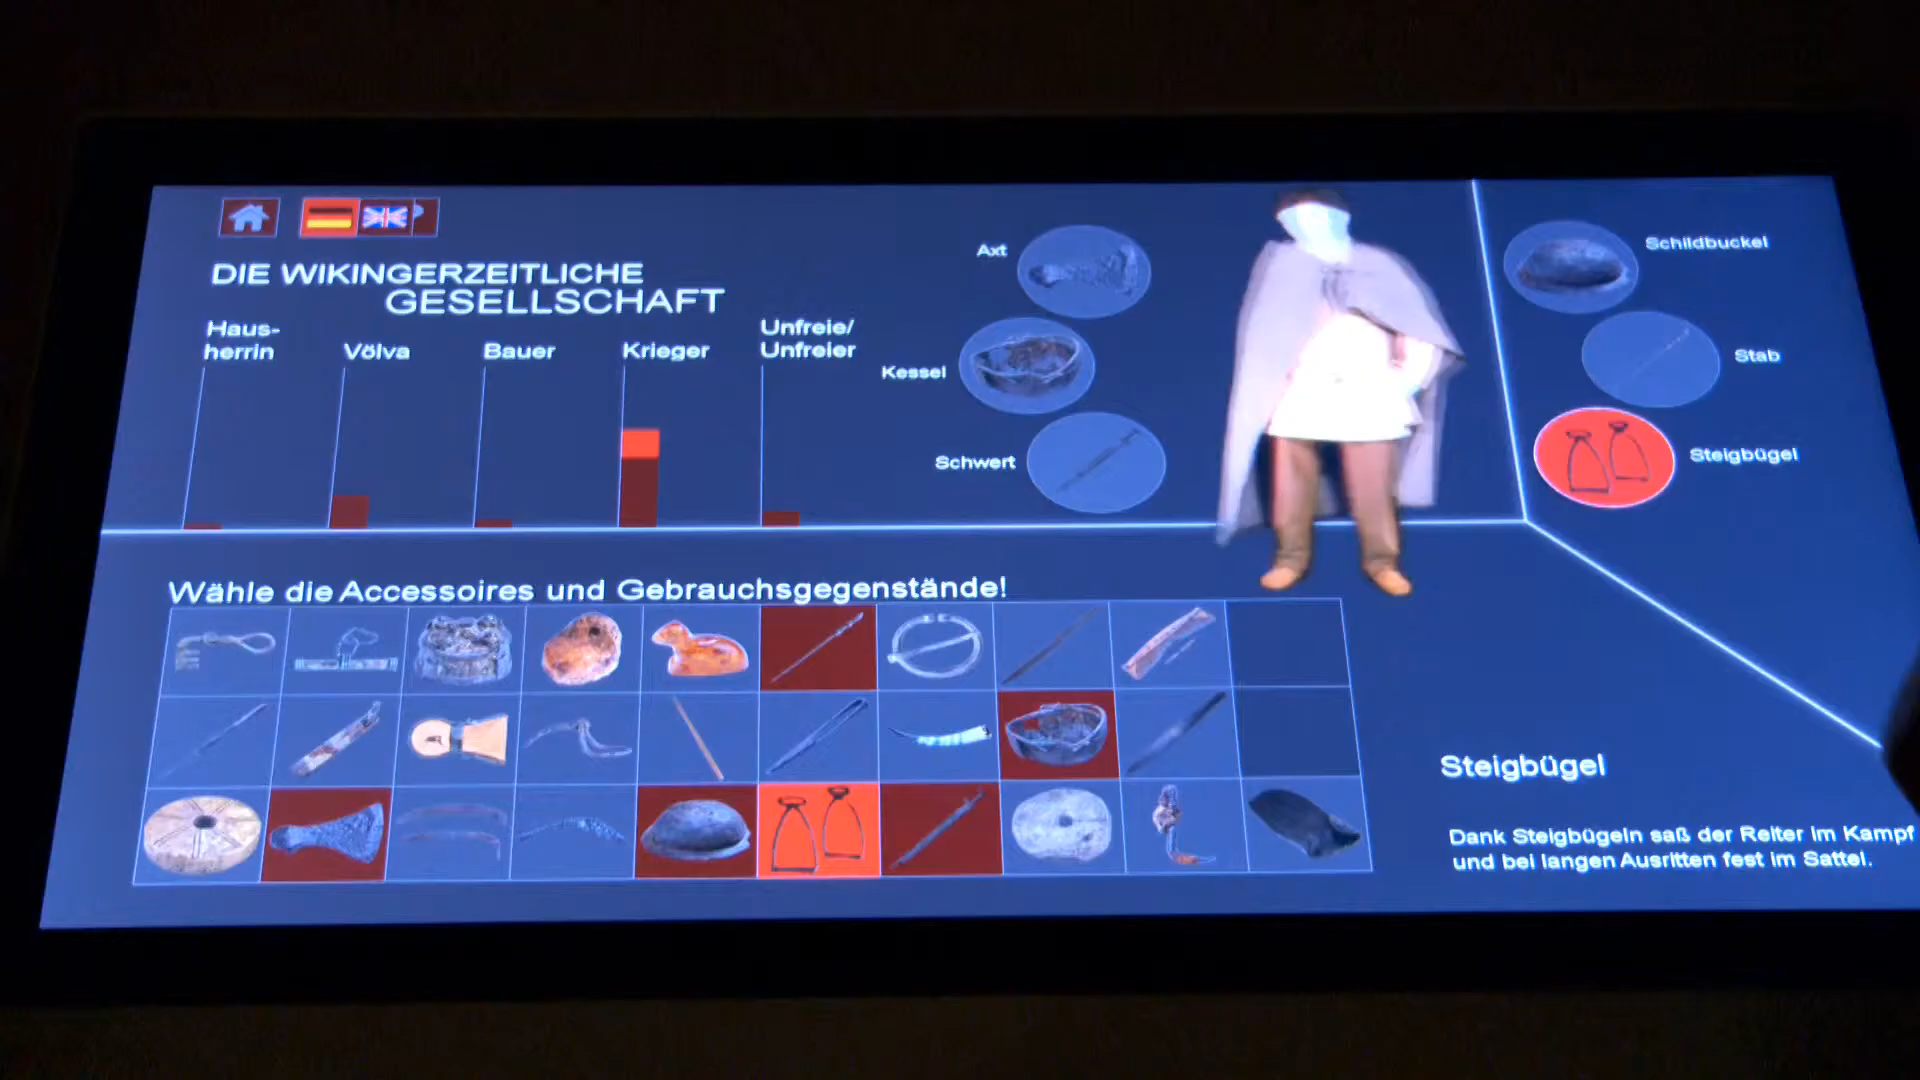 DIE WIKINGERZEITLICHE
GESELLSCHAFT
Haus-
herrin
Völva
Bauer
Krieger
Unfreie/
Unfreier
Axt
Kessel
Schwert
Schildbuckel
Stab
Steigbügel
Wähle die Accessoires und Gebrauchsgegenstände!
Steigbügel
Dank Steigbügeln saß der Reiter im Kampf
und bei langen Ausritten fest im Sattel.